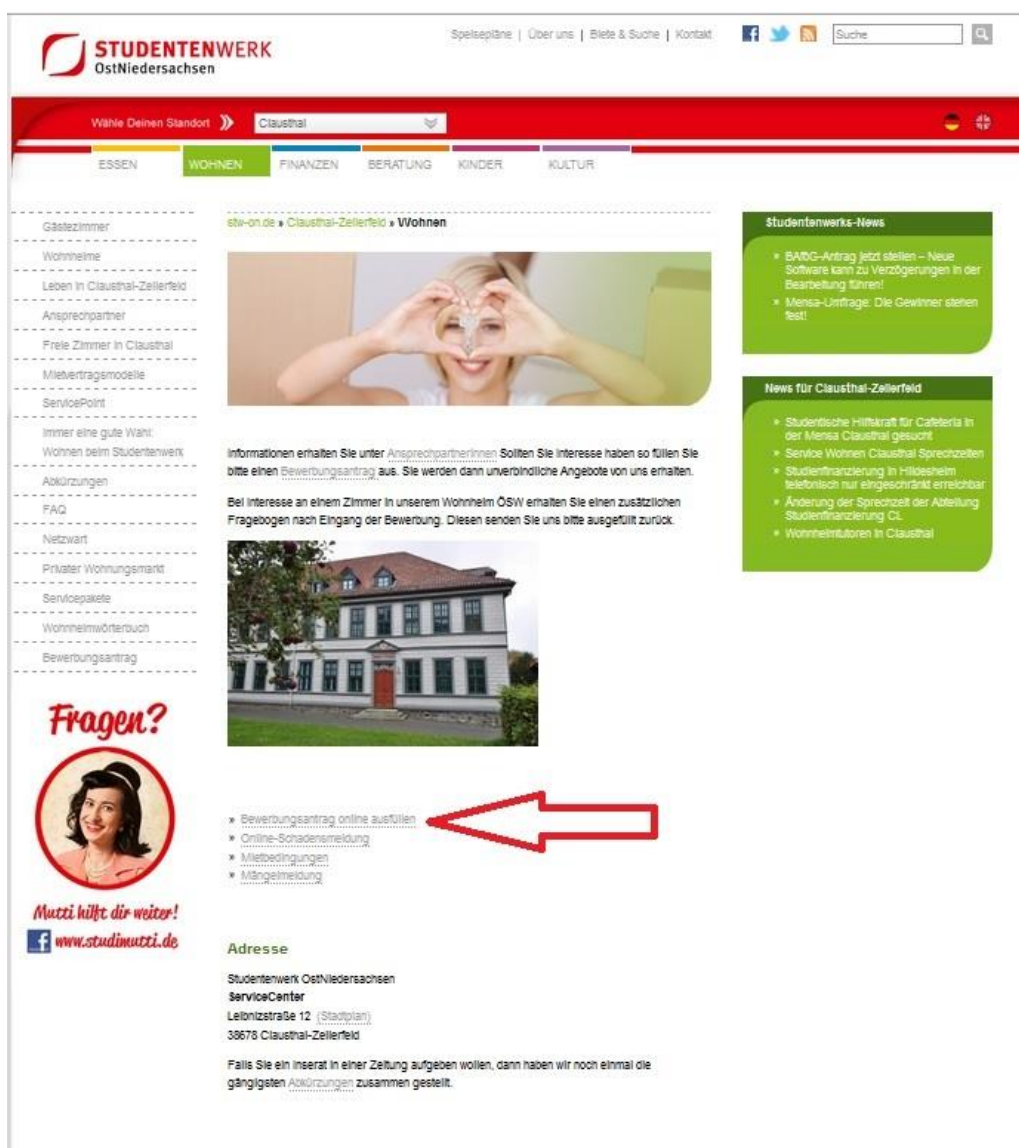 STUDENTENWERK
OstNiedersachsen
Speisepläne | Über uns | Biete & Suche | Kontakt
Suche
Wähle Deinen Standort
Clausthal
ESSEN
WOHNEN
FINANZEN
BERATUNG
KINDER
KULTUR
Gästezimmer
Wohnheime
Leben in Clausthal-Zellerfeld
Ansprechpartner
Freie Zimmer in Clausthal
Mietvertragsmodelle
ServicePoint
Immer eine gute Wahl:
Wohnen beim Studentenwerk
Abkürzungen
FAQ
Netzwart
Privater Wohnungsmarkt
Servicepakete
Wohnheimwörterbuch
Bewerbungsantrag
Fragen?
Mutti hilft dir weiter!
f www.studimutti.de
stw-on.de » Clausthal-Zellerfeld » Wohnen
Informationen erhalten Sie unter AnsprechpartnerInnen Sollten Sie Interesse haben so füllen Sie
bitte einen Bewerbungsantrag aus. Sie werden dann unverbindliche Angebote von uns erhalten.
Bei Interesse an einem Zimmer in unserem Wohnheim ÖSW erhalten Sie einen zusätzlichen
Fragebogen nach Eingang der Bewerbung. Diesen senden Sie uns bitte ausgefüllt zurück.
» Bewerbungsantrag online ausfüllen
» Online-Schadensmeldung
» Mietbedingungen
» Mängelmeldung
Adresse
Studentenwerk OstNiedersachsen
ServiceCenter
Leibnizstraße 12 (Stadtplan)
38678 Clausthal-Zellerfeld
Falls Sie ein Inserat in einer Zeitung aufgeben wollen, dann haben wir noch einmal die
gängigsten Abkürzungen zusammen gestellt.
Studentenwerks-News
» BAföG-Antrag jetzt stellen – Neue
Software kann zu Verzögerungen in der
Bearbeitung führen!
» Mensa-Umfrage: Die Gewinner stehen
fest!
News für Clausthal-Zellerfeld
» Studentische Hilfskraft für Cafeteria in
der Mensa Clausthal gesucht
» Service Wohnen Clausthal Sprechzeiten
» Studienfinanzierung in Hildesheim
telefonisch nur eingeschränkt erreichbar
» Änderung der Sprechzeit der Abteilung
Studienfinanzierung CL
» Wohnheimtutoren in Clausthal